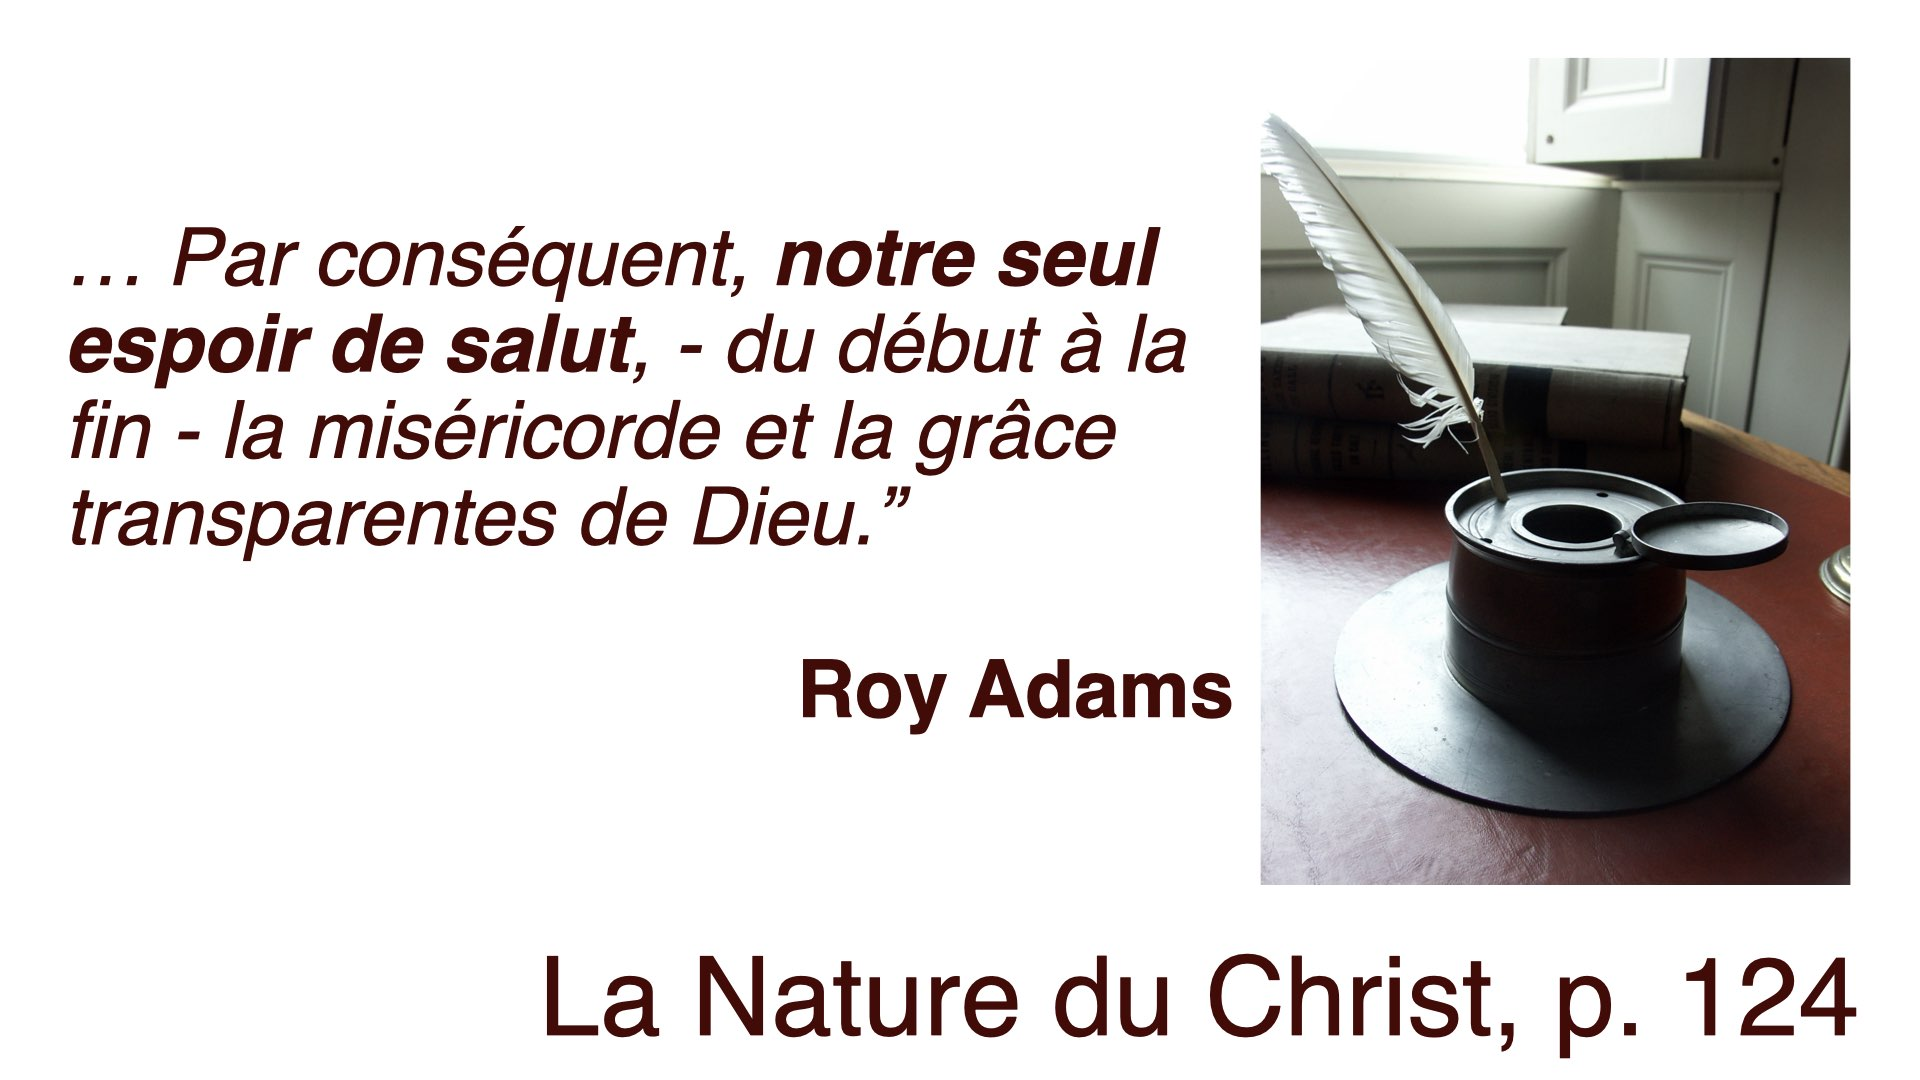 … Par conséquent, notre seul
espoir de salut, - du début à la
fin - la miséricorde et la grâce
transparentes de Dieu.”
Roy Adams
La Nature du Christ, p. 124